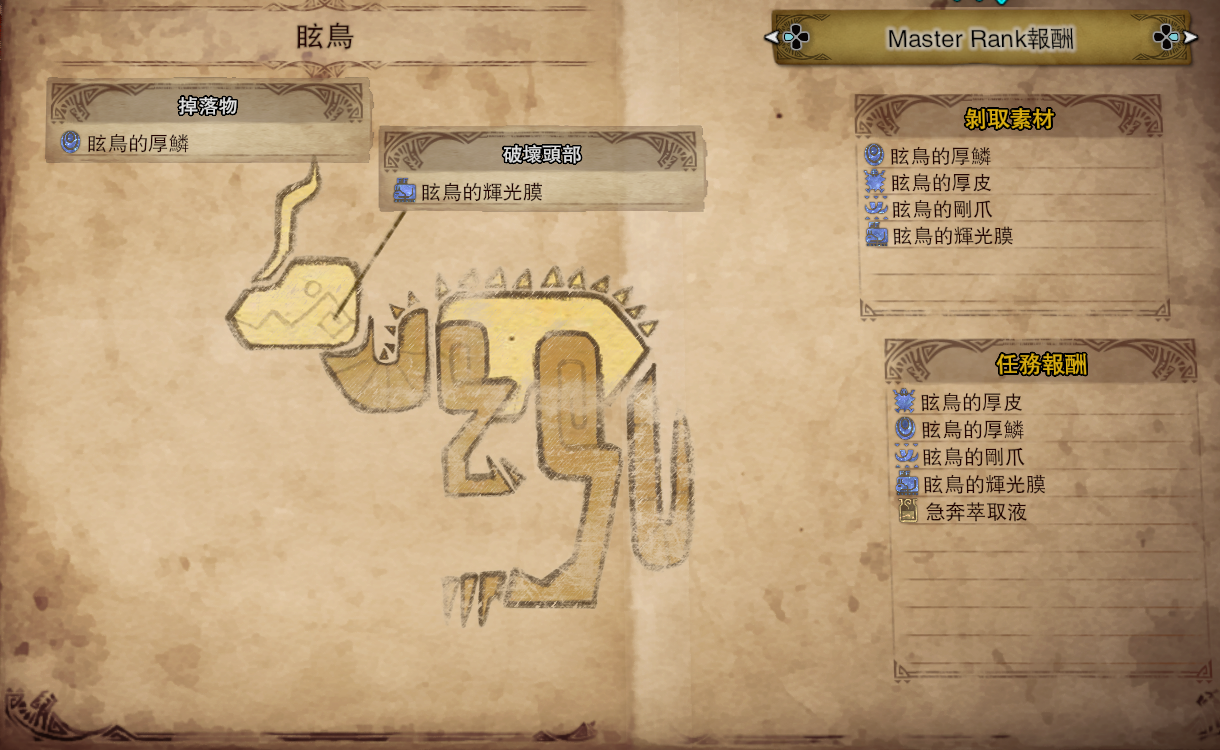 眩鳥
Master Rank報酬
掉落物
眩鳥的厚鱗
破壞頭部
眩鳥的輝光膜
剝取素材
眩鳥的厚鱗
眩鳥的厚皮
眩鳥的剛爪
眩鳥的輝光膜
任務報酬
眩鳥的厚皮
眩鳥的厚鱗
眩鳥的剛爪
眩鳥的輝光膜
急奔萃取液